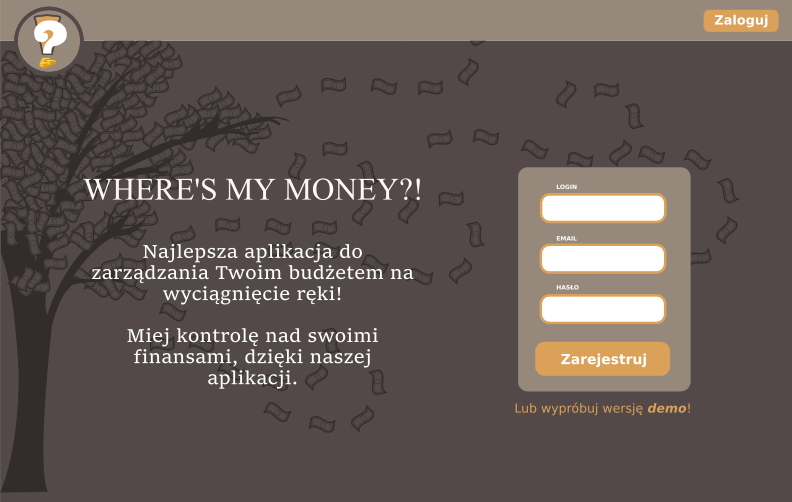 Zaloguj
WHERE'S MY MONEY?!
Najlepsza aplikacja do
zarządzania Twoim budżetem na
wyciągnięcie ręki!
Miej kontrolę nad swoimi
finansami, dzięki naszej
aplikacji.
LOGIN
EMAIL
HASŁO
Zarejestruj
Lub wypróbuj wersję demo!